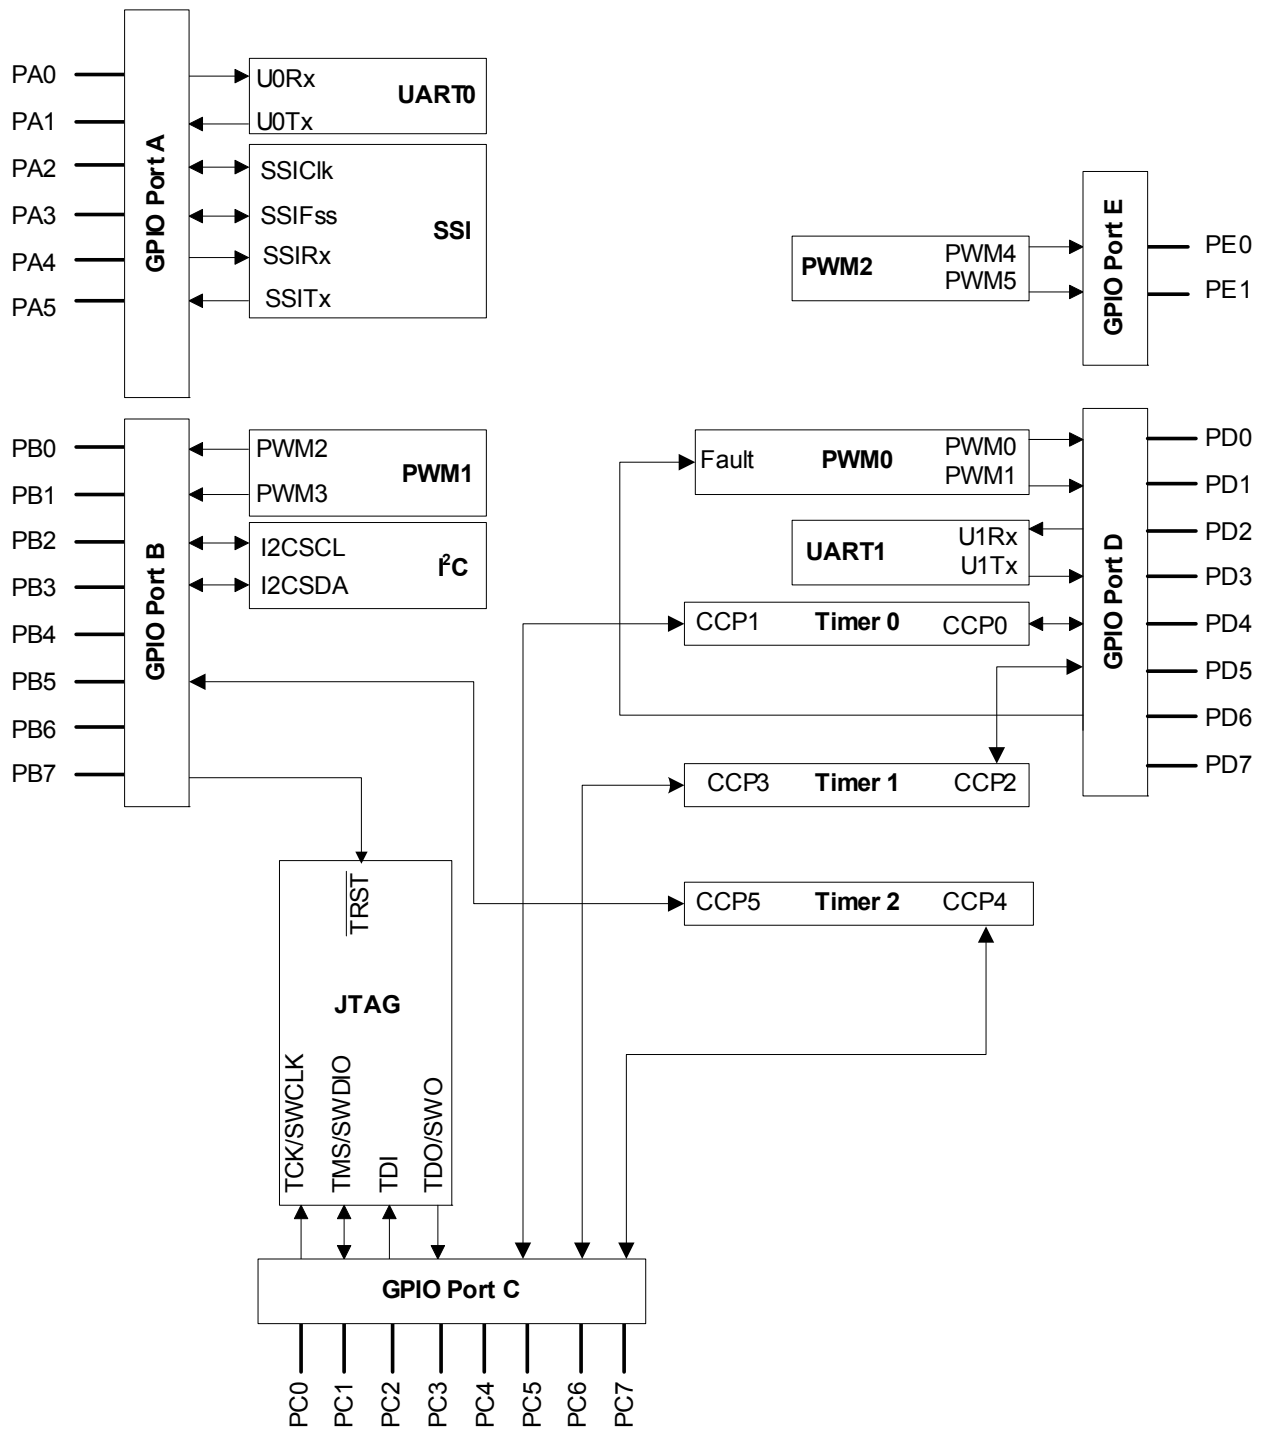 PA0
PA1
PA2
PA3
PA4
PA5
GPIO Port A
U0Rx
UART0
U0Tx
SSIClk
SSIFss
SSI
SSIRx
SSITx
PWM2
PWM4
PWM5
GPIO Port E
PE0
PE1
PB0
PB1
PB2
PB3
PB4
PB5
PB6
PB7
GPIO Port B
PWM2
PWM1
PWM3
I2CSCL
I²C
I2CSDA
Fault
PWM0
PWM0
PWM1
UART1
U1Rx
U1Tx
CCP1
Timer 0
CCP0
CCP3
Timer 1
CCP2
CCP5
Timer 2
CCP4
GPIO Port D
PD0
PD1
PD2
PD3
PD4
PD5
PD6
PD7
TRST
JTAG
TCK/SWCLK
TMS/SWDIO
TDI
TDO/SWO
GPIO Port C
PC0
PC1
PC2
PC3
PC4
PC5
PC6
PC7